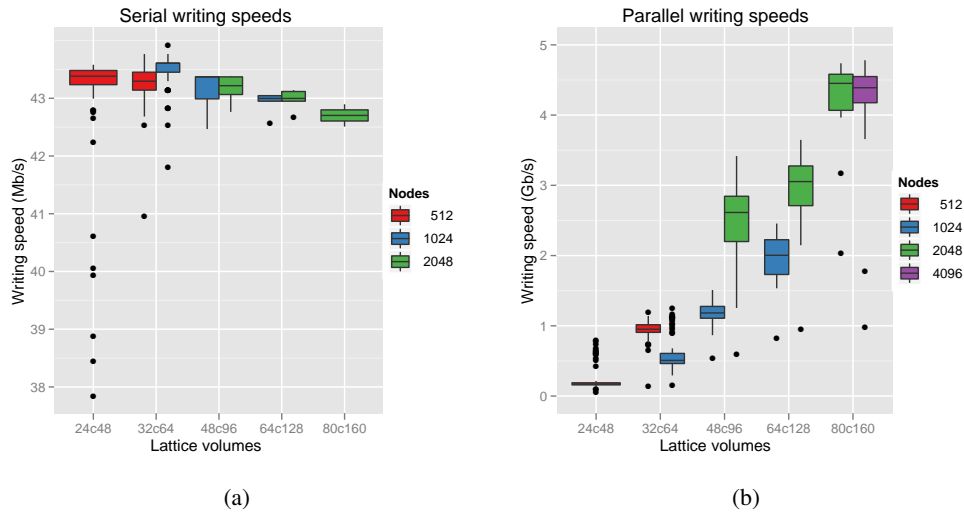 Serial writing speeds
Writing speed (Mb/s)
43
42
41
40
39
38
24c48 32c64 48c96 64c128 80c160
Lattice volumes
Nodes
512
1024
2048
(a)
Parallel writing speeds
Writing speed (Gb/s)
5
4
3
2
1
0
24c48 32c64 48c96 64c128 80c160
Lattice volumes
Nodes
512
1024
2048
4096
(b)